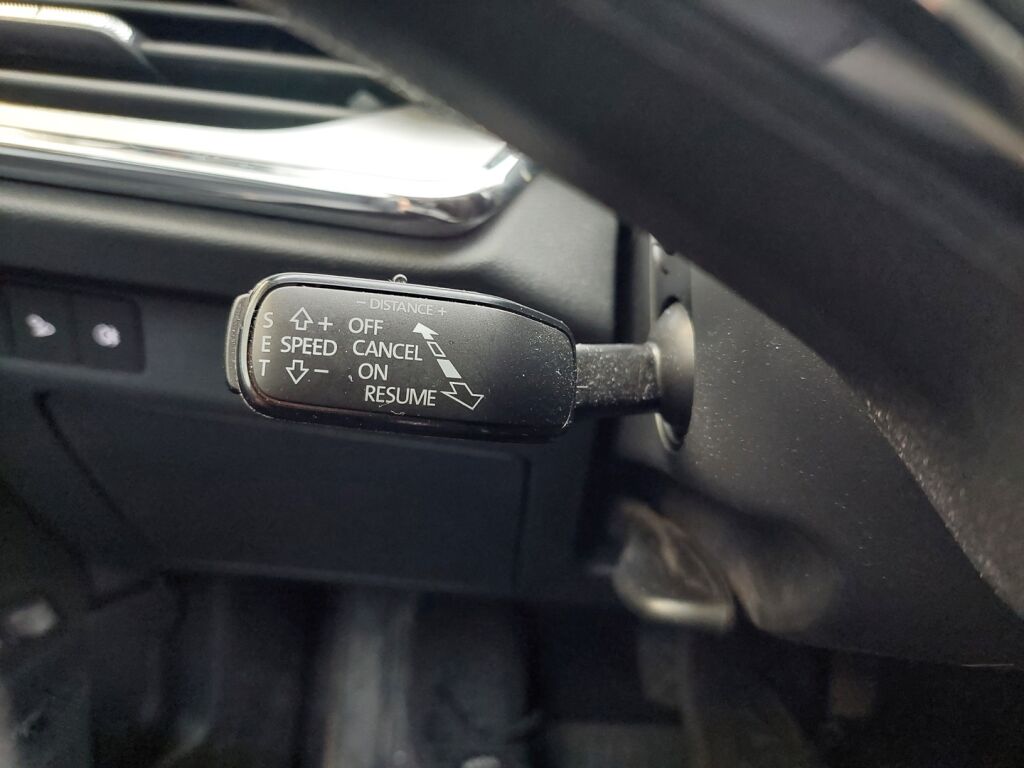 - DISTANCE +
S + OFF
E SPEED CANCEL
T - ON
RESUME